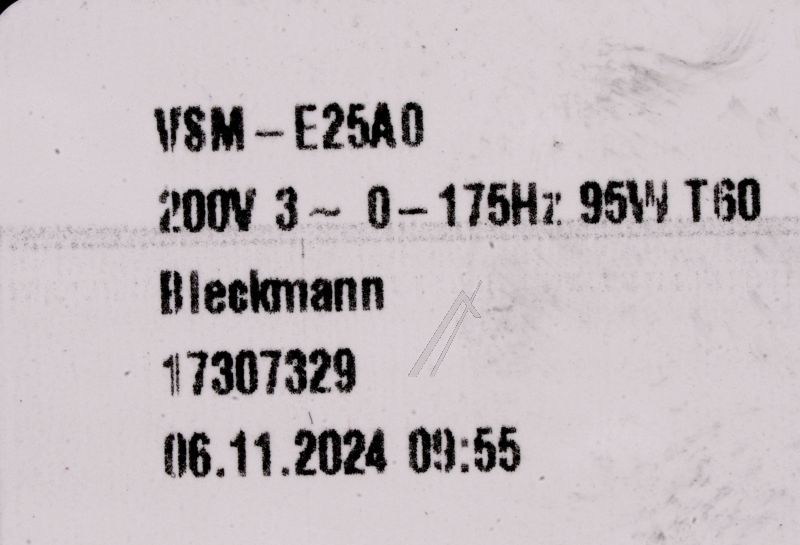 VSM-E25A0
200V 3~ 0-175Hz 95W T60
Bleckmann
17307329
06.11.2024 09:55